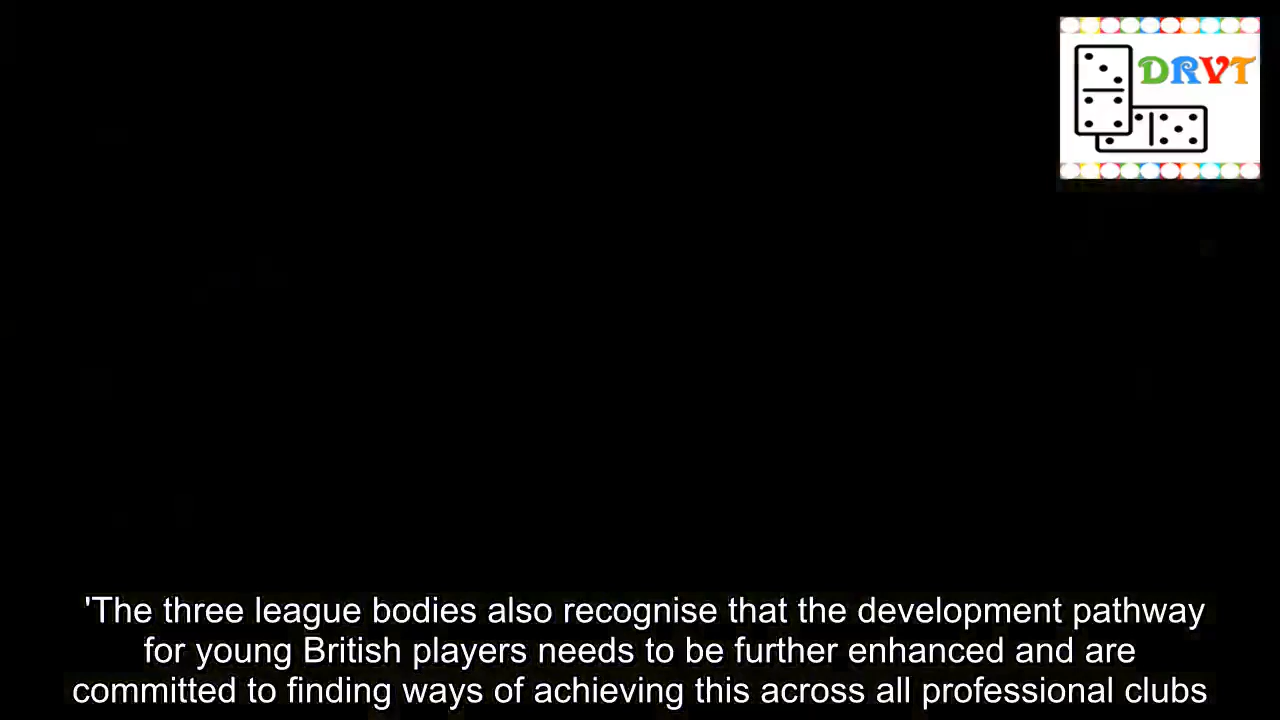 DRVT
'The three league bodies also recognise that the development pathway
for young British players needs to be further enhanced and are
committed to finding ways of achieving this across all professional clubs